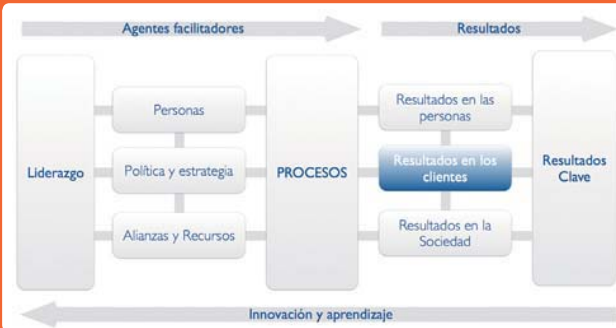 Agentes facilitadores
Resultados
Liderazgo
Personas
Política y estrategia
Alianzas y Recursos
PROCESOS
Resultados en las
personas
Resultados en los
clientes
Resultados en la
Sociedad
Resultados
Clave
Innovación y aprendizaje